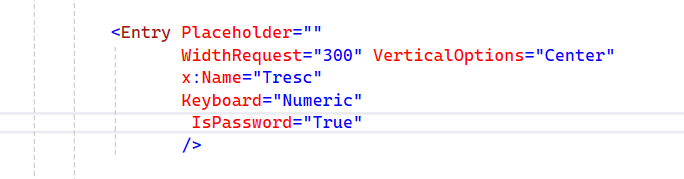 <Entry Placeholder=""
WidthRequest="300" VerticalOptions="Center"
x:Name="Tresc"
Keyboard="Numeric"
IsPassword="True"
/>